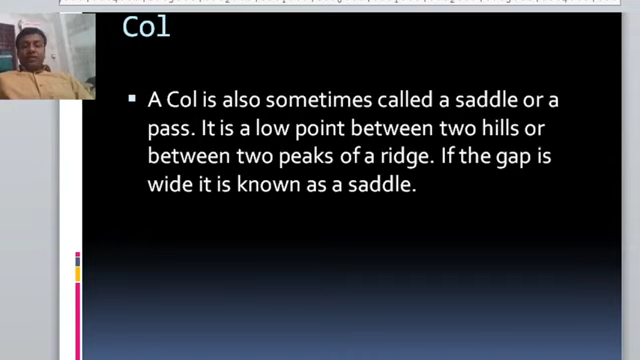 Col
▪ A Col is also sometimes called a saddle or a
pass. It is a low point between two hills or
between two peaks of a ridge. If the gap is
wide it is known as a saddle.